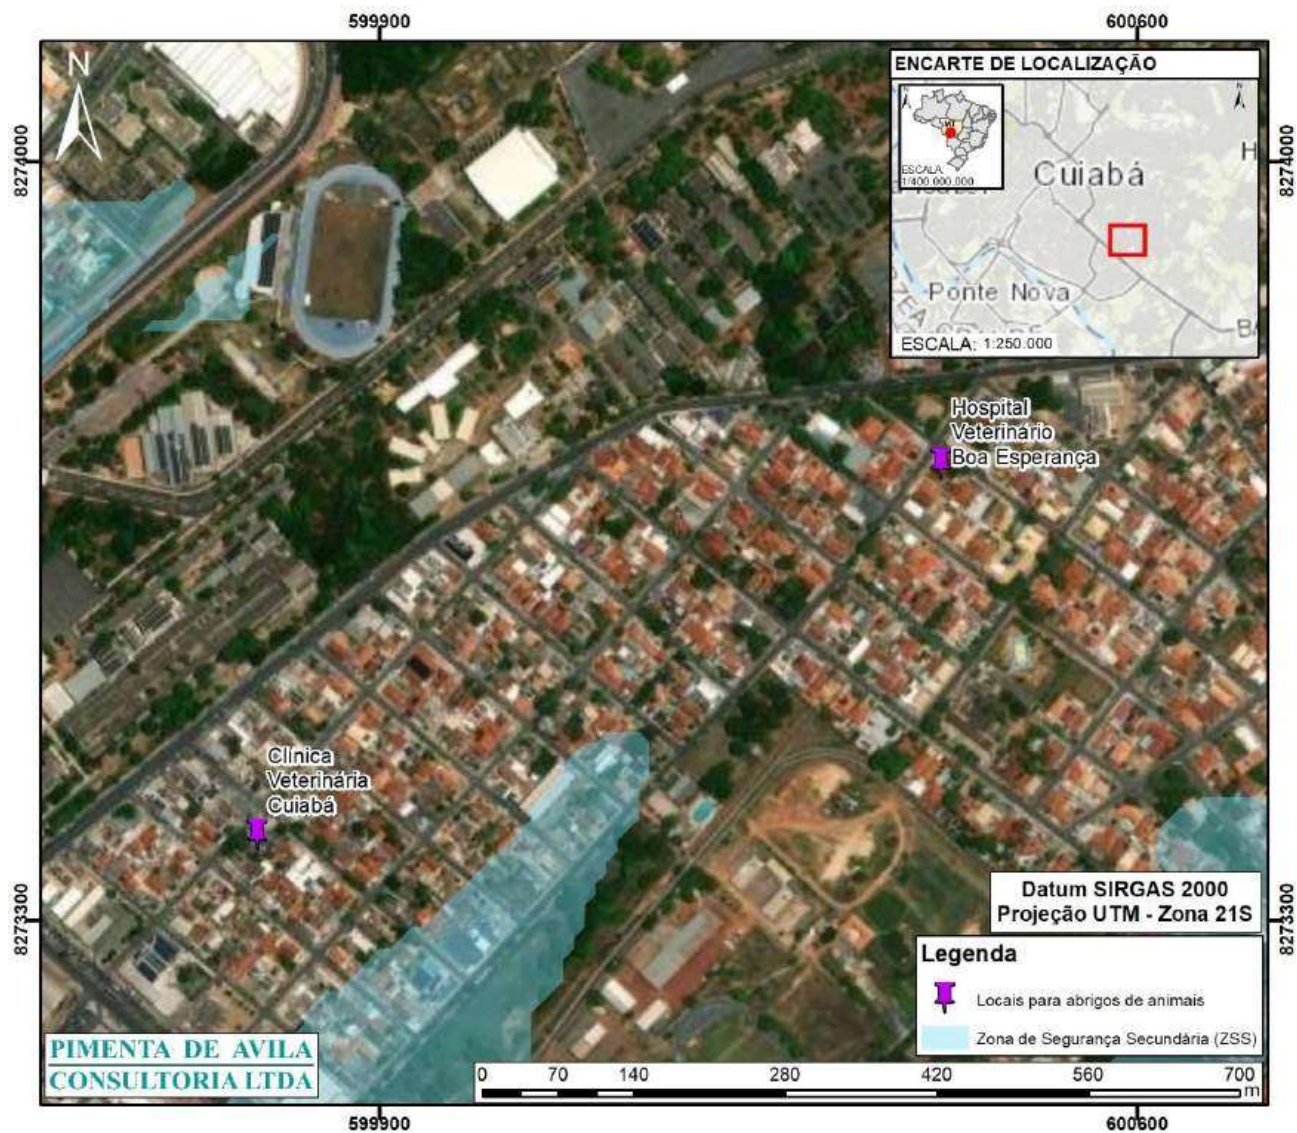 599900
600600
N
8274000
8274000
ENCARTE DE LOCALIZAÇÃO
N
MT
ESCALA:
1/400.000.000
N
Cuiabá
H
Ponte Nova
ESCALA: 1:250.000
Hospital
Veterinário
Boa Esperança
Clínica
Veterinária
Cuiabá
8273300
8273300
Datum SIRGAS 2000
Projeção UTM - Zona 21S
Legenda
Locais para abrigos de animais
Zona de Segurança Secundária (ZSS)
PIMENTA DE AVILA
CONSULTORIA LTDA
0 70 140 280 420 560 700
m
599900
600600